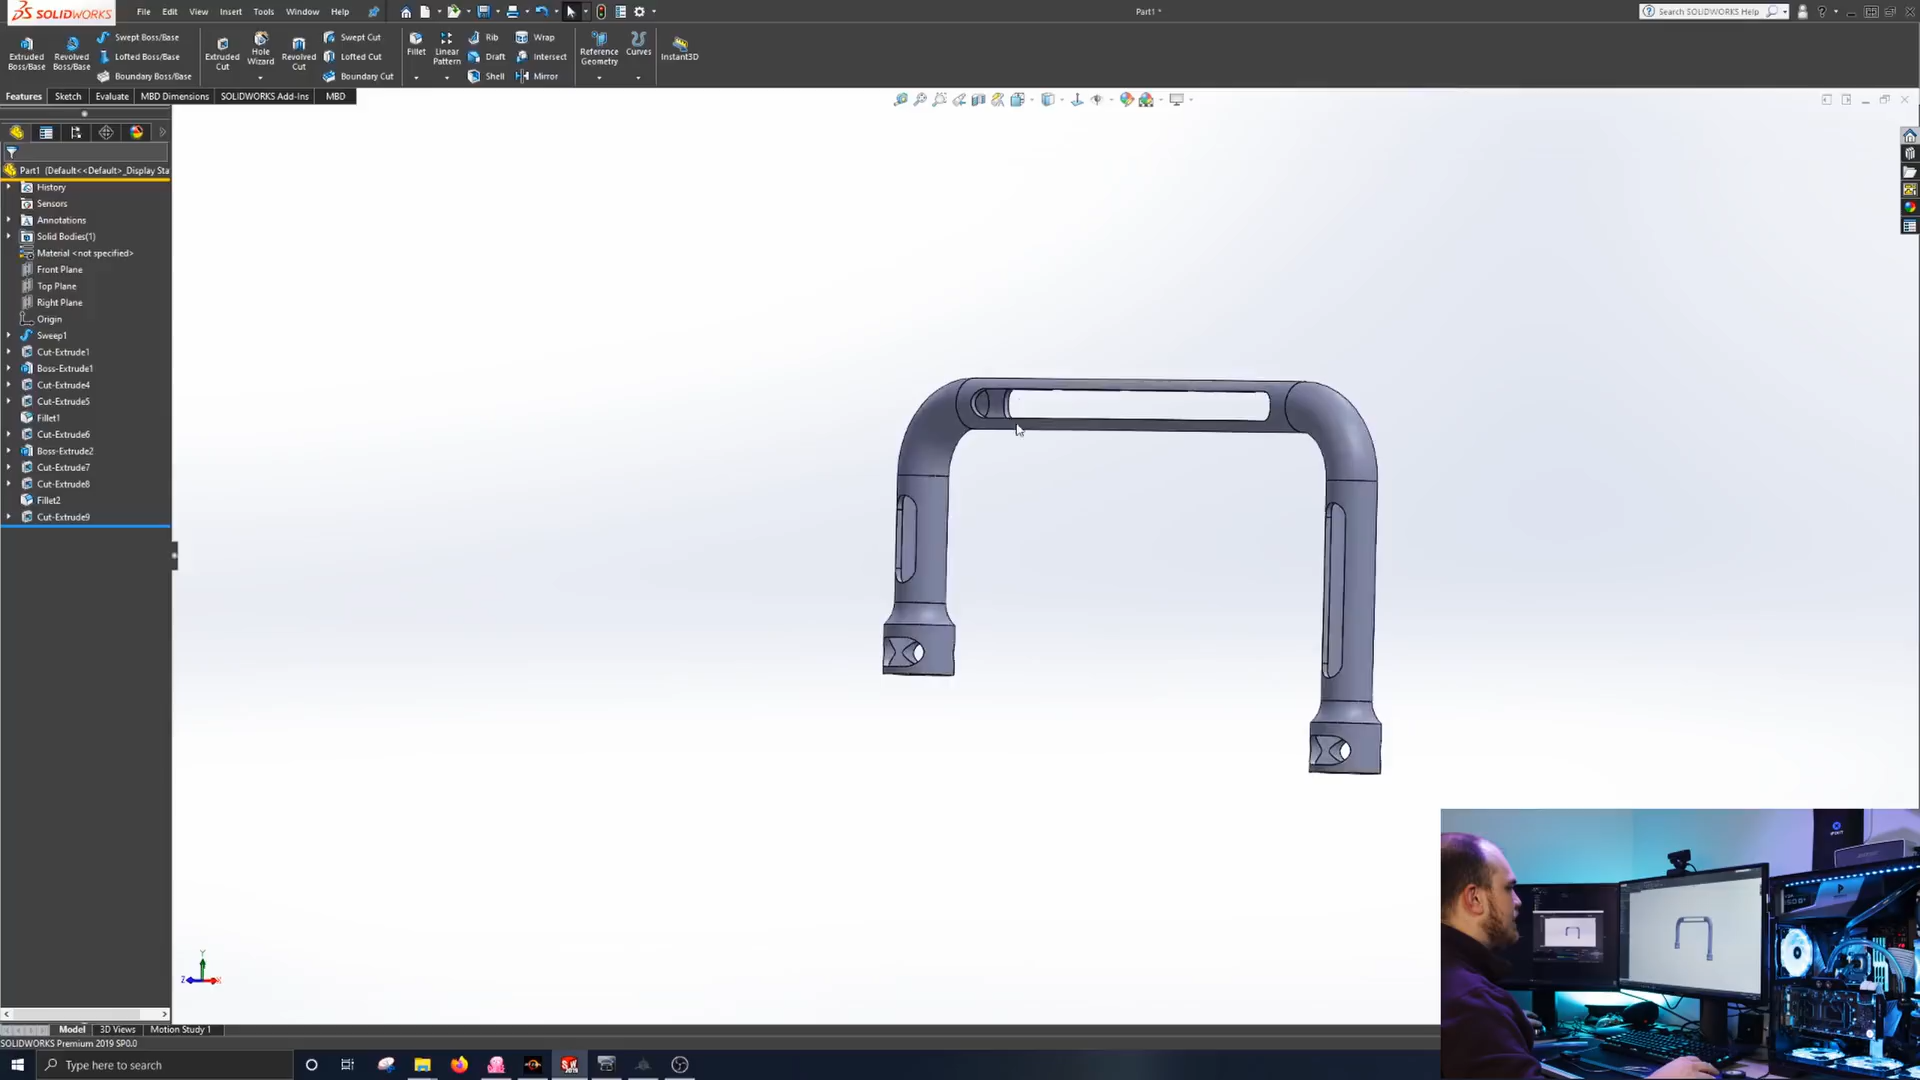 SOLIDWORKS File Edit View Insert Tools Window Help Part1 * Search SOLIDWORKS Help
Extruded Boss/Base Revolved Boss/Base Swept Boss/Base Lofted Boss/Base Boundary Boss/Base
Extruded Cut Hole Wizard Revolved Cut Swept Cut Lofted Cut Boundary Cut
Fillet Linear Pattern Rib Draft Shell Wrap Intersect Mirror
Reference Geometry Curves Instant3D
Features Sketch Evaluate MBD Dimensions SOLIDWORKS Add-Ins MBD
Part1 (Default<<Default>_Display Sta
History
Sensors
Annotations
Solid Bodies(1)
Material <not specified>
Front Plane
Top Plane
Right Plane
Origin
Sweep1
Cut-Extrude1
Boss-Extrude1
Cut-Extrude4
Cut-Extrude5
Fillet1
Cut-Extrude6
Boss-Extrude2
Cut-Extrude7
Cut-Extrude8
Fillet2
Cut-Extrude9
Y
Z
Model 3D Views Motion Study 1
SOLIDWORKS Premium 2019 SP0.0
Type here to search